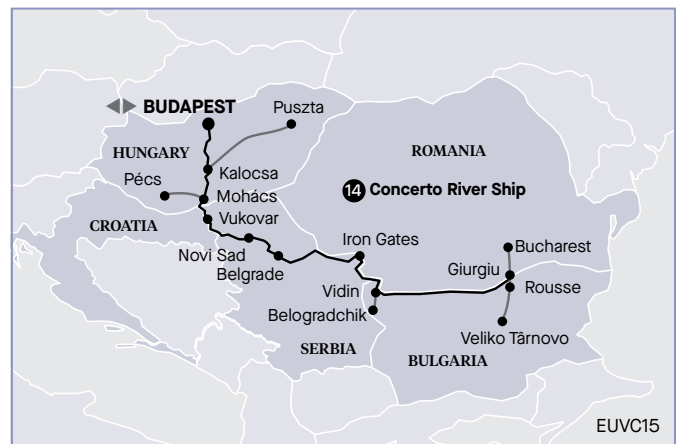 BUDAPEST
Puszta
HUNGARY
ROMANIA
Kalocsa
Pécs
14 Concerto River Ship
Mohács
CROATIA
Vukovar
Iron Gates
Bucharest
Novi Sad
Belgrade
Giurgiu
Rousse
Vidin
Belogradchik
Veliko Târnovo
SERBIA
BULGARIA
EUVC15